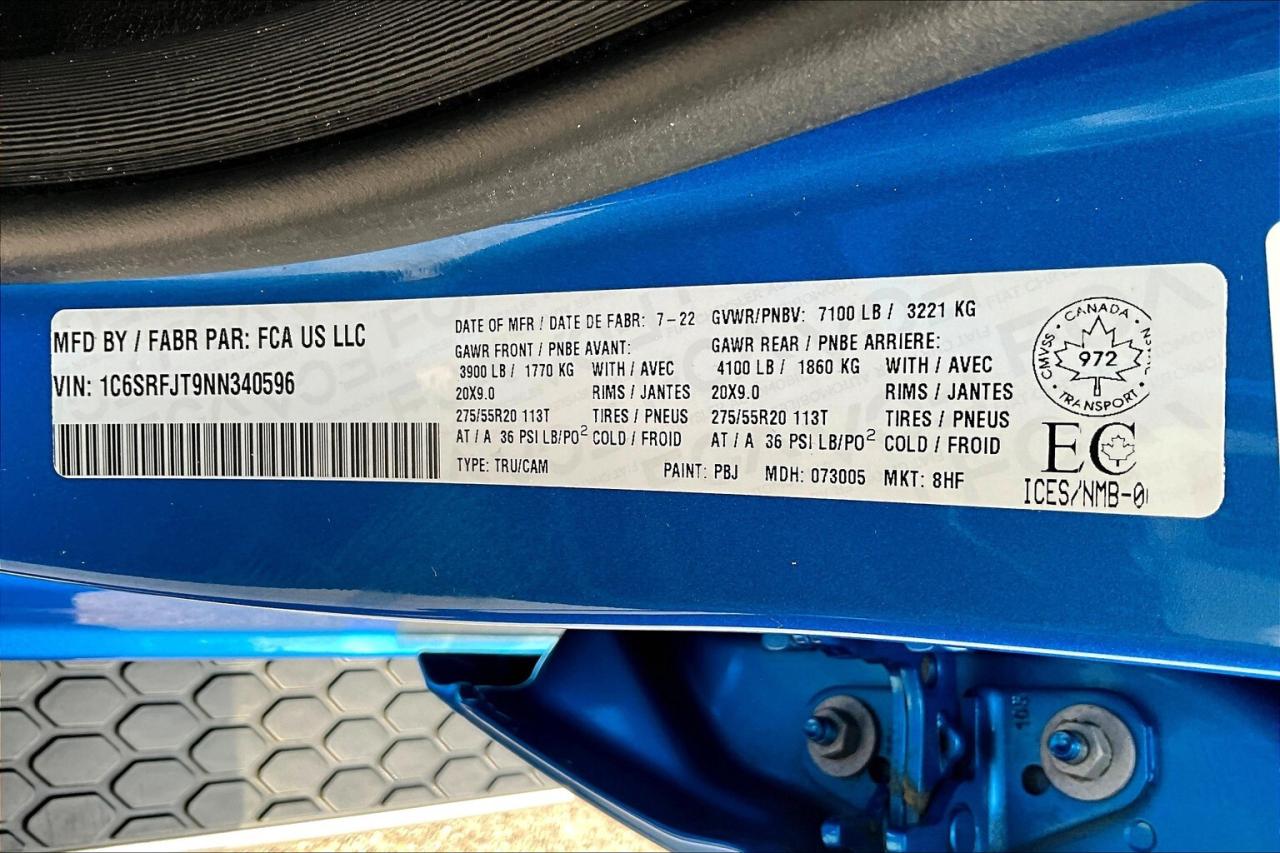 MFD BY / FABR PAR: FCA US LLC
VIN: 1C6SRFJT9NN340596
DATE OF MFR / DATE DE FABR: 7-22
GVWR/PNBV: 7100 LB / 3221 KG
GAWR FRONT / PNBE AVANT:
3900 LB / 1770 KG WITH / AVEC
20X9.0 RIMS / JANTES
275/55R20 113T TIRES / PNEUS
AT / A 36 PSI LB/PO² COLD / FROID
GAWR REAR / PNBE ARRIERE:
4100 LB / 1860 KG WITH / AVEC
20X9.0 RIMS / JANTES
275/55R20 113T TIRES / PNEUS
AT / A 36 PSI LB/PO² COLD / FROID
TYPE: TRU/CAM PAINT: PBJ MDH: 073005 MKT: 8HF
CANADA
CMVSS
972
TRANSPORT
EC
ICES/NMB-0